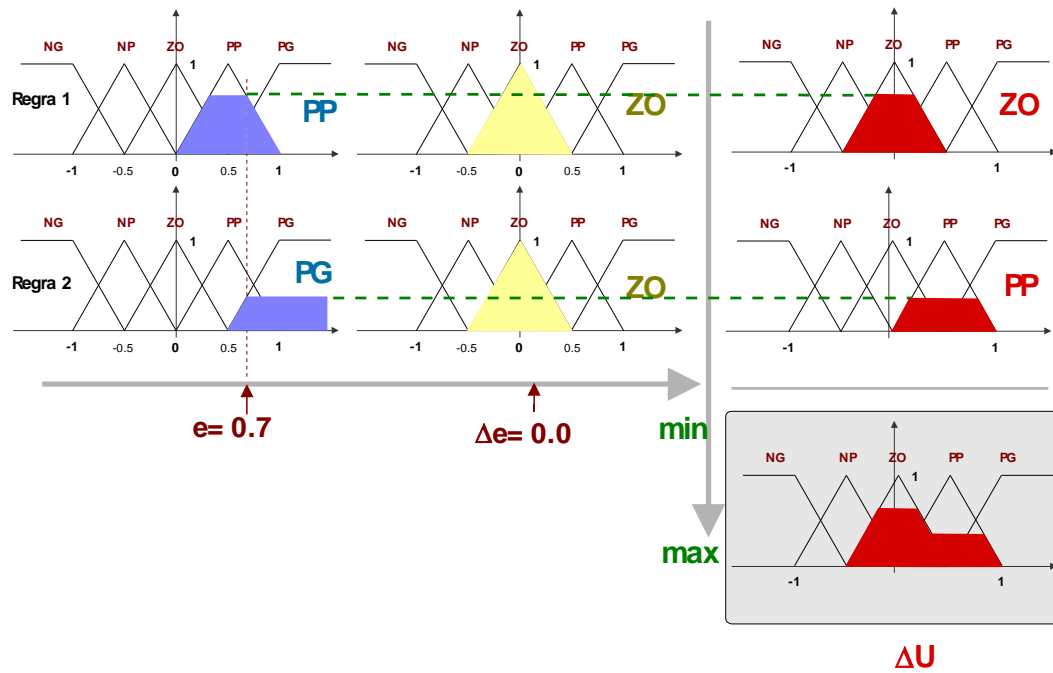 NG NP ZO PP PG
1
Regra 1
PP
-1 -0.5 0 0.5 1
NG NP ZO PP PG
1
ZO
-1 -0.5 0 0.5 1
NG NP ZO PP PG
1
ZO
-1 1
NG NP ZO PP PG
1
Regra 2
PG
-1 -0.5 0 0.5 1
NG NP ZO PP PG
1
ZO
-1 -0.5 0 0.5 1
NG NP ZO PP PG
1
PP
-1 1
e= 0.7
Δe= 0.0
min
max
NG NP ZO PP PG
1
-1 1
ΔU